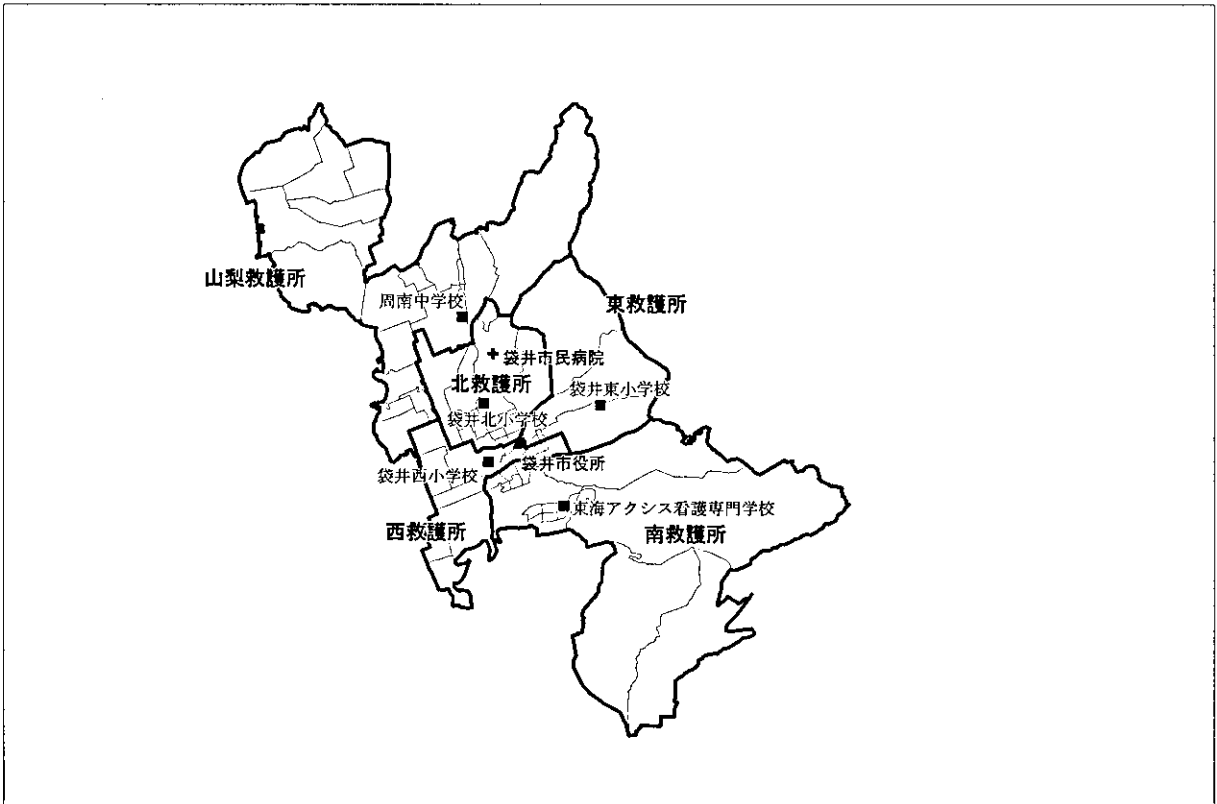 山梨救護所
周南中学校
東救護所
袋井市民病院
北救護所
袋井東小学校
袋井北小学校
袋井西小学校
袋井市役所
東海アクシス看護専門学校
西救護所
南救護所